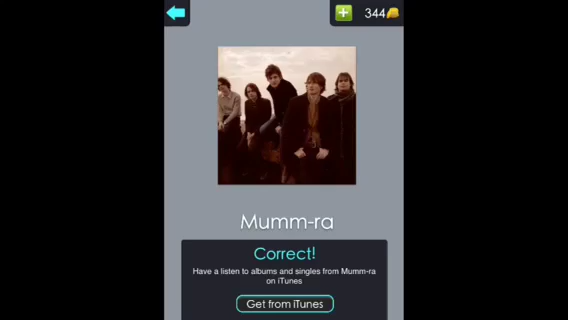 344
Mumm-ra
Correct!
Have a listen to albums and singles from Mumm-ra
on iTunes
Get from iTunes